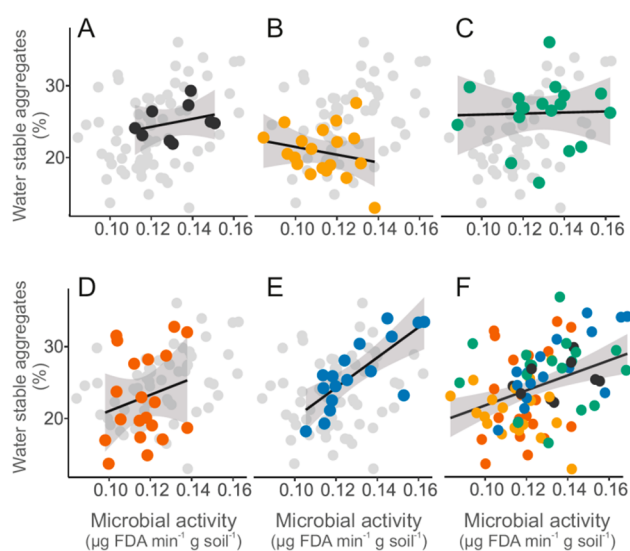 A B C
Water stable aggregates
(%)
30
20
0.10 0.12 0.14 0.16 0.10 0.12 0.14 0.16 0.10 0.12 0.14 0.16
D E F
Water stable aggregates
(%)
30
20
0.10 0.12 0.14 0.16 0.10 0.12 0.14 0.16 0.10 0.12 0.14 0.16
Microbial activity Microbial activity Microbial activity
(µg FDA min⁻¹ g soil⁻¹) (µg FDA min⁻¹ g soil⁻¹) (µg FDA min⁻¹ g soil⁻¹)